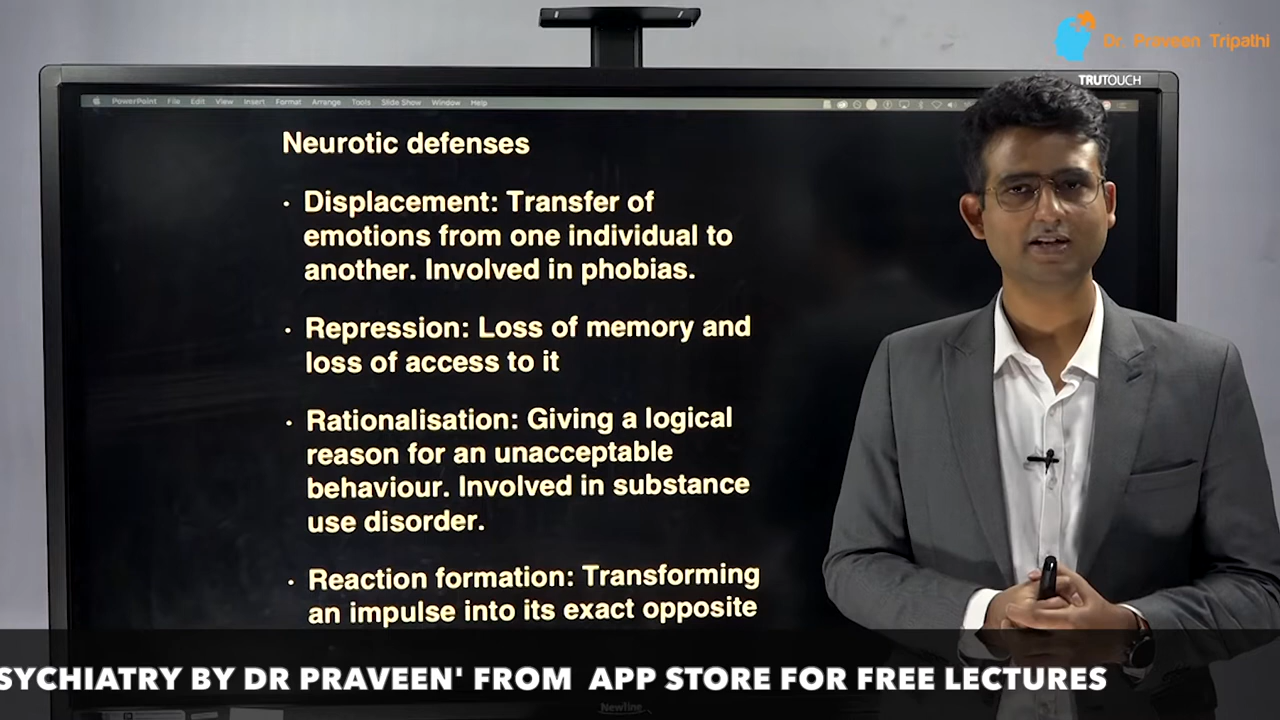 Dr. Praveen Tripathi
TRUTOUCH
PowerPoint File Edit View Insert Format Arrange Tools Slide Show Window Help
Neurotic defenses
· Displacement: Transfer of
emotions from one individual to
another. Involved in phobias.
· Repression: Loss of memory and
loss of access to it
· Rationalisation: Giving a logical
reason for an unacceptable
behaviour. Involved in substance
use disorder.
· Reaction formation: Transforming
an impulse into its exact opposite
SYCHIATRY BY DR PRAVEEN' FROM APP STORE FOR FREE LECTURES
Newline